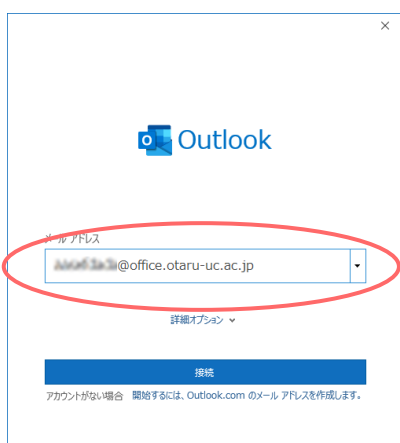 Outlook
メール アドレス
@office.otaru-uc.ac.jp
詳細オプション
接続
アカウントがない場合 開始するには、Outlook.com のメール アドレスを作成します。